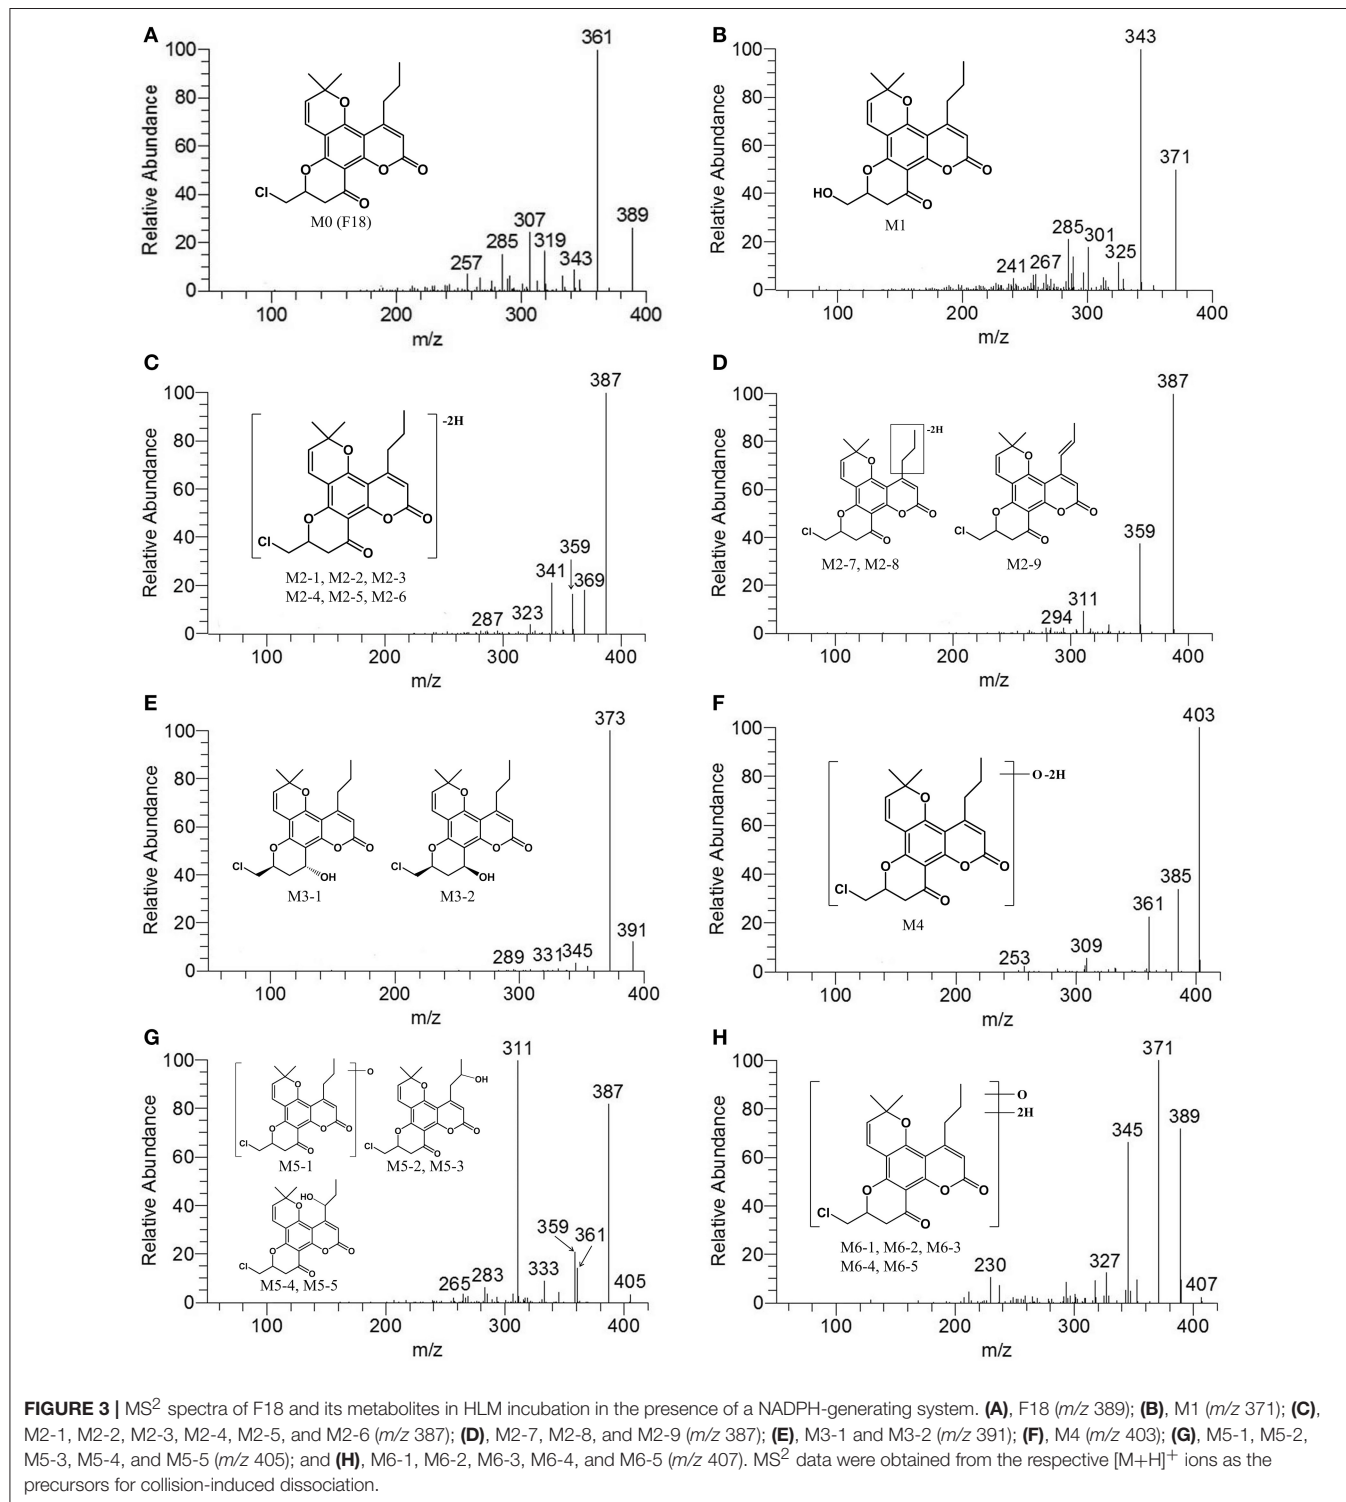 A
Relative Abundance
100
80
60
40
20
0
361
307
285
319
389
257
343
O
O
O
O
Cl
M0 (F18)
100 200 300 400
m/z
B
Relative Abundance
100
80
60
40
20
0
343
371
285
301
325
241
267
O
O
O
O
HO
M1
100 200 300 400
m/z
C
Relative Abundance
100
80
60
40
20
0
387
-2H
359
341
369
323
287
O
O
O
O
Cl
M2-1, M2-2, M2-3
M2-4, M2-5, M2-6
100 200 300 400
m/z
D
Relative Abundance
100
80
60
40
20
0
387
-2H
359
311
294
O
O
O
O
Cl
M2-7, M2-8
O
O
O
O
Cl
M2-9
100 200 300 400
m/z
E
Relative Abundance
100
80
60
40
20
0
373
391
289
331
345
O
O
O
Cl
OH
M3-1
O
O
O
Cl
OH
M3-2
100 200 300 400
m/z
F
Relative Abundance
100
80
60
40
20
0
403
O -2H
385
361
309
253
O
O
O
O
Cl
M4
100 200 300 400
m/z
G
Relative Abundance
100
80
60
40
20
0
311
387
359
361
333
283
265
405
O
O
O
O
O
Cl
M5-1
OH
O
O
O
O
Cl
M5-2, M5-3
HO
O
O
O
O
Cl
M5-4, M5-5
100 200 300 400
m/z
H
Relative Abundance
100
80
60
40
20
0
371
O
2H
389
345
327
230
407
O
O
O
O
Cl
M6-1, M6-2, M6-3
M6-4, M6-5
100 200 300 400
m/z
FIGURE 3 | MS2 spectra of F18 and its metabolites in HLM incubation in the presence of a NADPH-generating system. (A), F18 (m/z 389); (B), M1 (m/z 371); (C),
M2-1, M2-2, M2-3, M2-4, M2-5, and M2-6 (m/z 387); (D), M2-7, M2-8, and M2-9 (m/z 387); (E), M3-1 and M3-2 (m/z 391); (F), M4 (m/z 403); (G), M5-1, M5-2,
M5-3, M5-4, and M5-5 (m/z 405); and (H), M6-1, M6-2, M6-3, M6-4, and M6-5 (m/z 407). MS2 data were obtained from the respective [M+H]+ ions as the
precursors for collision-induced dissociation.